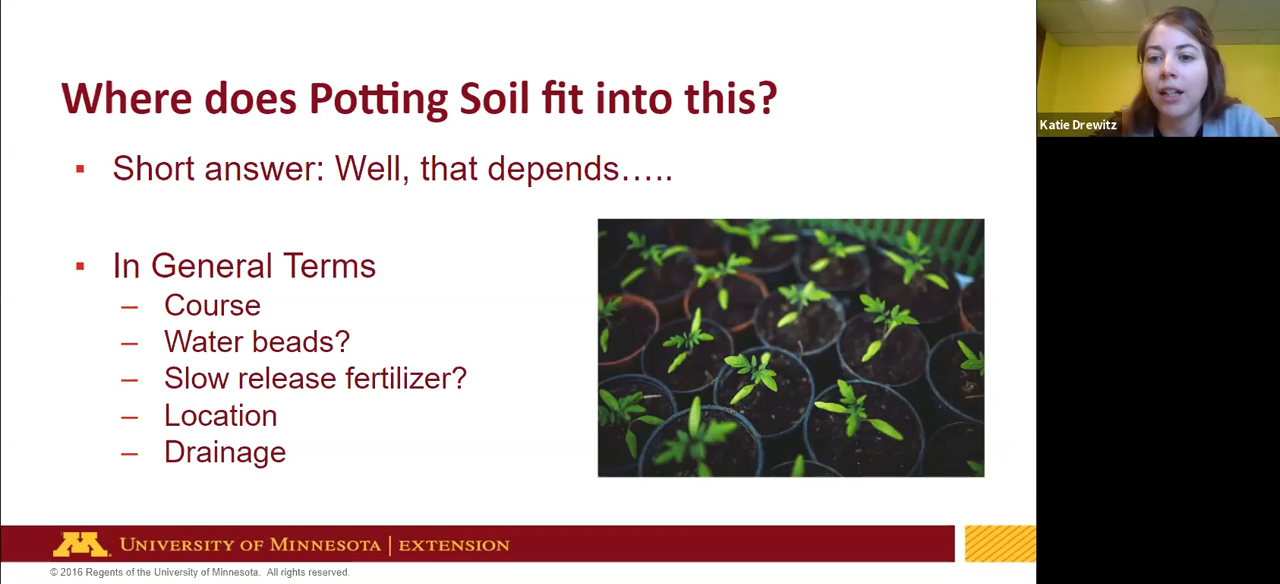 Where does Potting Soil fit into this?
▪ Short answer: Well, that depends…..
▪ In General Terms
– Course
– Water beads?
– Slow release fertilizer?
– Location
– Drainage
M
UNIVERSITY OF MINNESOTA | EXTENSION
© 2016 Regents of the University of Minnesota. All rights reserved.
Katie Drewitz